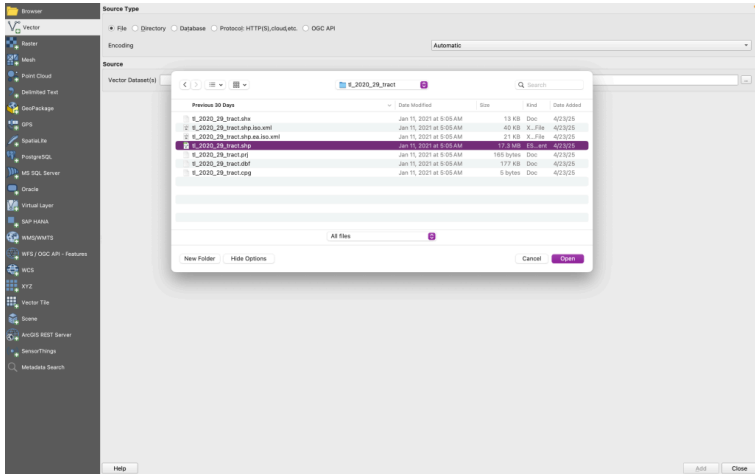 Browser
Vector
Raster
Mesh
Point Cloud
Delimited Text
GeoPackage
GPS
SpatiaLite
PostgreSQL
MS SQL Server
Oracle
Virtual Layer
SAP HANA
WMS/WMTS
WFS / OGC API - Features
WCS
XYZ
Vector Tile
Scene
ArcGIS REST Server
SensorThings
Metadata Search
Source Type
File Directory Database Protocol: HTTP(S),cloud,etc. OGC API
Encoding Automatic
Source
Vector Dataset(s) ...
tl_2020_29_tract Search
Previous 30 Days Date Modified Size Kind Date Added
tl_2020_29_tract.shx Jan 11, 2021 at 5:05 AM 13 KB Doc 4/23/25
tl_2020_29_tract.shp.iso.xml Jan 11, 2021 at 5:05 AM 40 KB X...File 4/23/25
tl_2020_29_tract.shp.ea.iso.xml Jan 11, 2021 at 5:05 AM 21 KB X...File 4/23/25
tl_2020_29_tract.shp Jan 11, 2021 at 5:05 AM 17.3 MB ES...ent 4/23/25
tl_2020_29_tract.prj Jan 11, 2021 at 5:05 AM 165 bytes Doc 4/23/25
tl_2020_29_tract.dbf Jan 11, 2021 at 5:05 AM 177 KB Doc 4/23/25
tl_2020_29_tract.cpg Jan 11, 2021 at 5:05 AM 5 bytes Doc 4/23/25
All files
New Folder Hide Options Cancel Open
Help Add Close